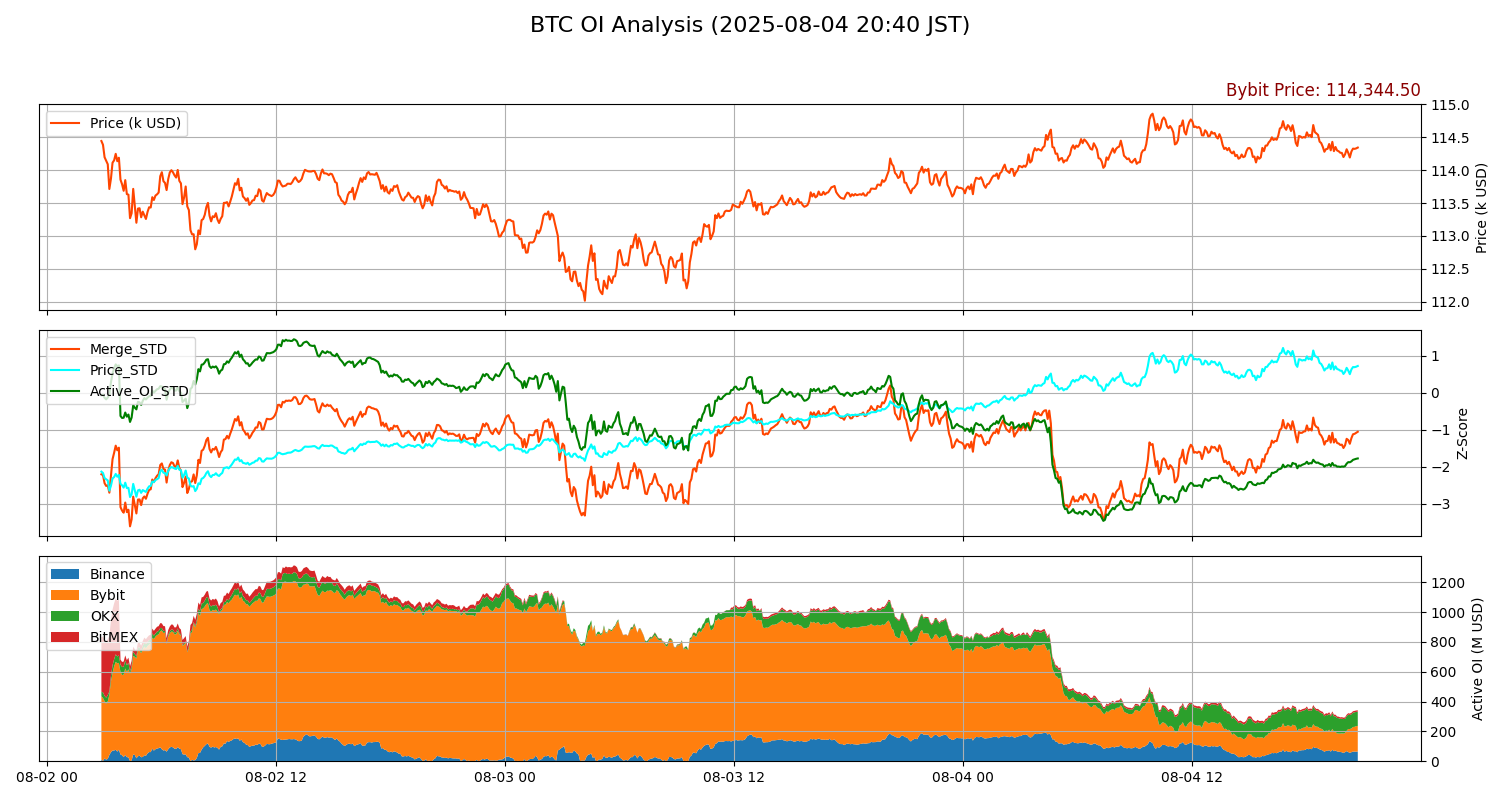 BTC OI Analysis (2025-08-04 20:40 JST)
Bybit Price: 114,344.50
Price (k USD)
115.0
114.5
114.0
113.5
113.0
112.5
112.0
Price (k USD)
Merge_STD
Price_STD
Active_OI_STD
1
0
−1
−2
−3
Z-Score
Binance
Bybit
OKX
BitMEX
1200
1000
800
600
400
200
0
Active OI (M USD)
08-02 00
08-02 12
08-03 00
08-03 12
08-04 00
08-04 12